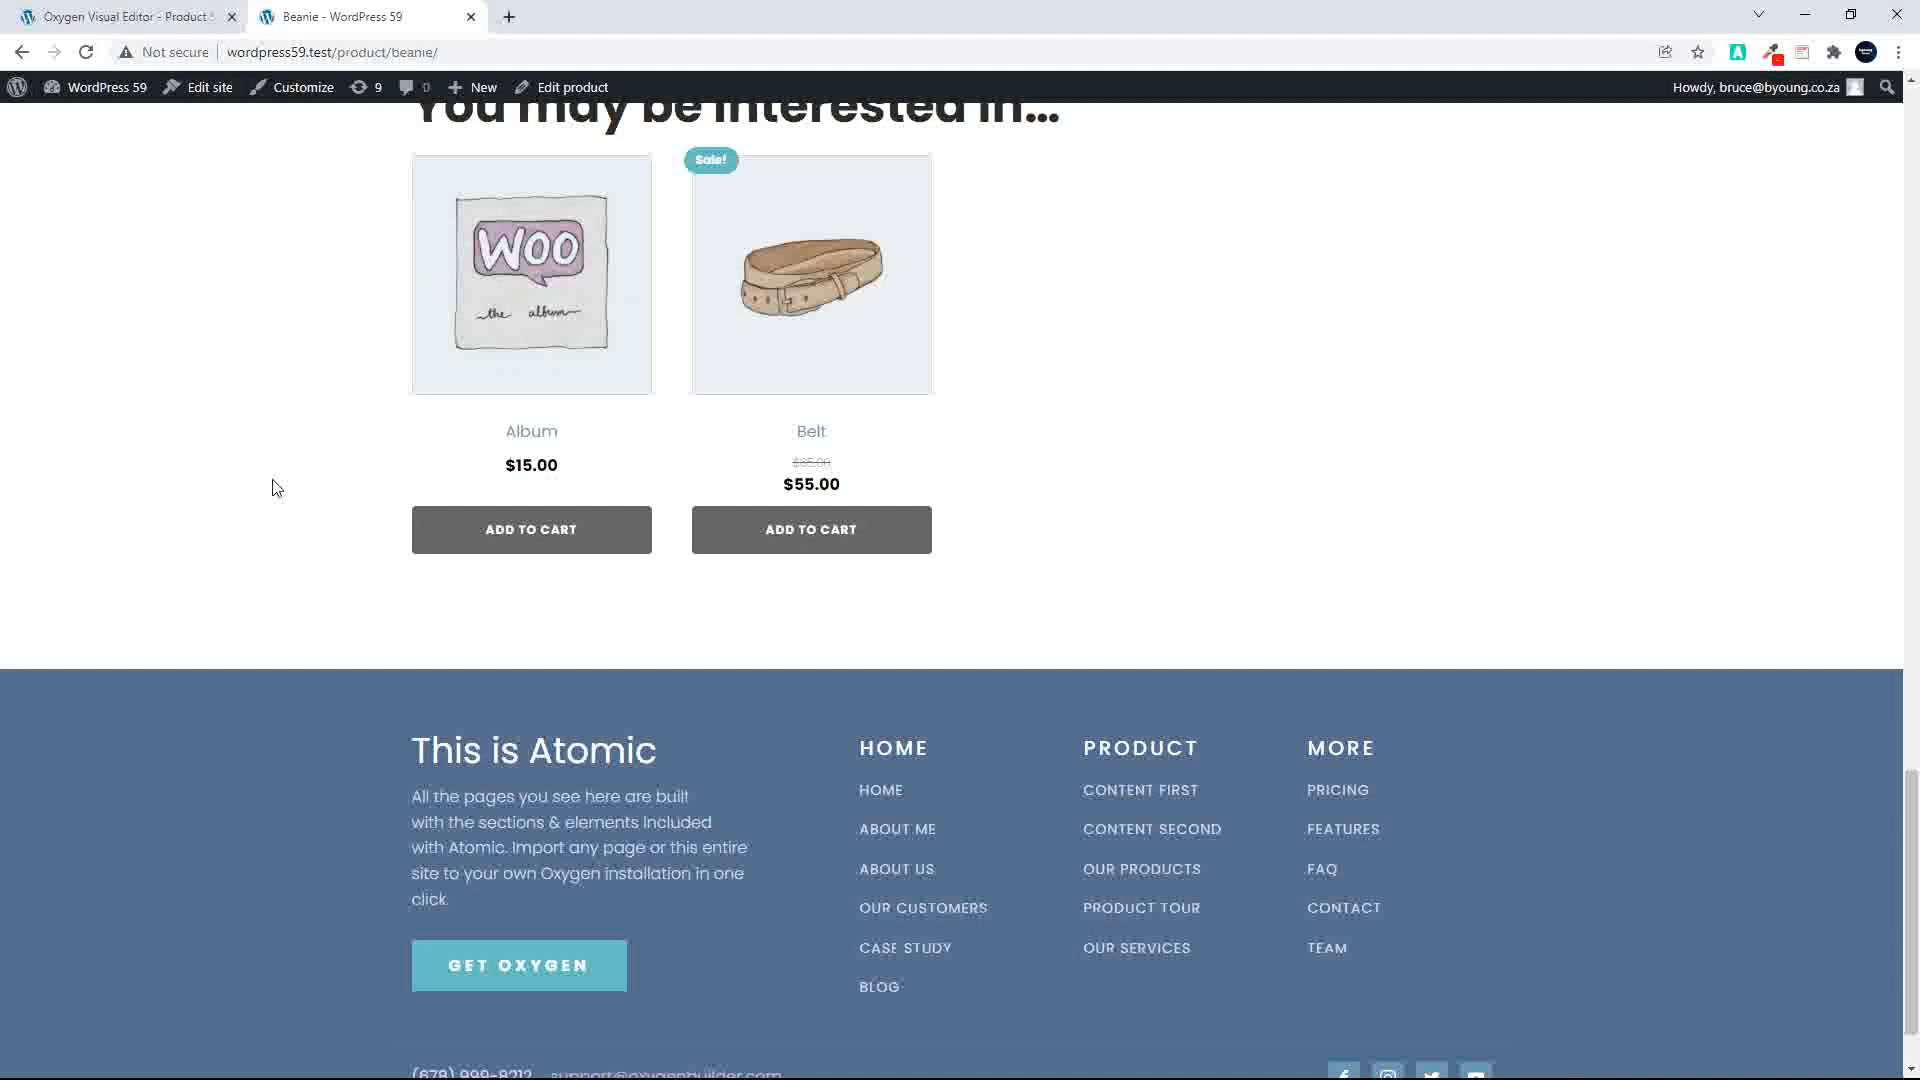 Oxygen Visual Editor - Product
Beanie - WordPress 59
Not secure
wordpress59.test/product/beanie/
WordPress 59
Edit site
Customize
9
0
New
Edit product
Howdy, bruce@byoung.co.za
You may be interested in...
WOO
the album
Sale!
Album
Belt
$15.00
$55.00
ADD TO CART
ADD TO CART
This is Atomic
All the pages you see here are built
with the sections & elements Included
with Atomic. Import any page or this entire
site to your own Oxygen installation in one
click.
GET OXYGEN
HOME
HOME
ABOUT ME
ABOUT US
OUR CUSTOMERS
CASE STUDY
BLOG
PRODUCT
CONTENT FIRST
CONTENT SECOND
OUR PRODUCTS
PRODUCT TOUR
OUR SERVICES
MORE
PRICING
FEATURES
FAQ
CONTACT
TEAM
(678) 999-8212
support@oxygenbuilder.com